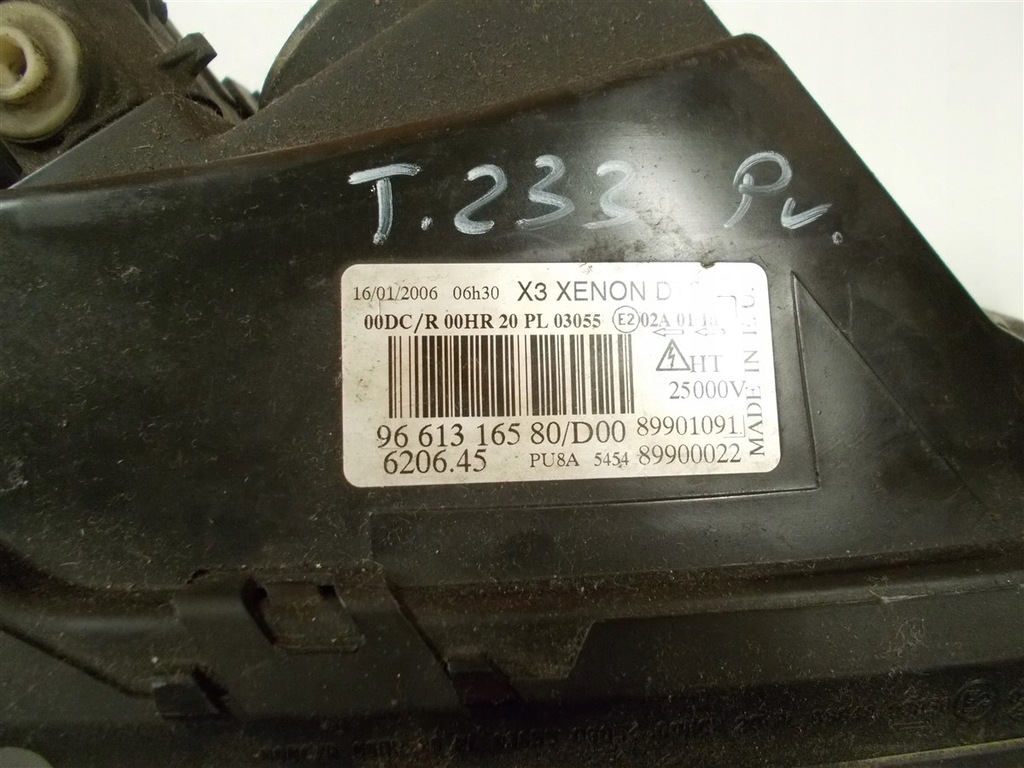 T.233 Pv.
16/01/2006 06h30 X3 XENON
00DC/R 00HR 20 PL 03055 E2 02A 01
HT
25000V
MADE IN E.U.
96 613 165 80/D00 89901091
6206.45 PU8A 5454 89900022